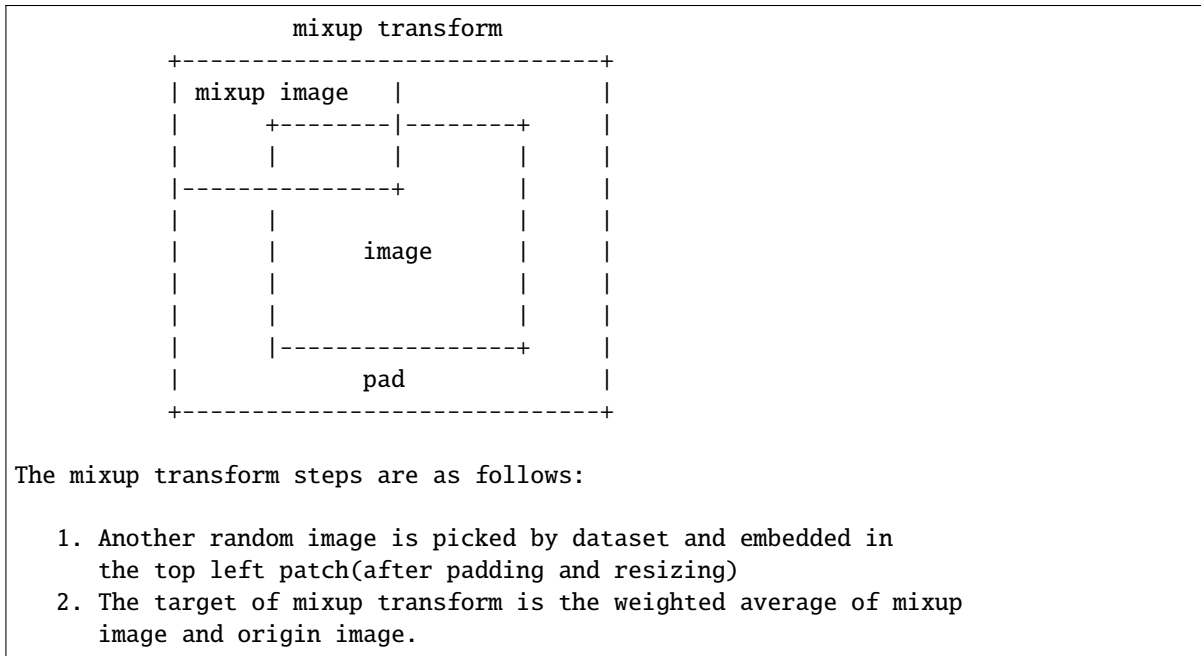 mixup transform
+------------------------------+
| mixup image   |              |
|      +--------|--------+     |
|      |        |        |     |
|---------------+        |     |
|      |                 |     |
|      |      image      |     |
|      |                 |     |
|      |                 |     |
|      |-----------------+     |
|             pad              |
+------------------------------+
The mixup transform steps are as follows:
1. Another random image is picked by dataset and embedded in
the top left patch(after padding and resizing)
2. The target of mixup transform is the weighted average of mixup
image and origin image.